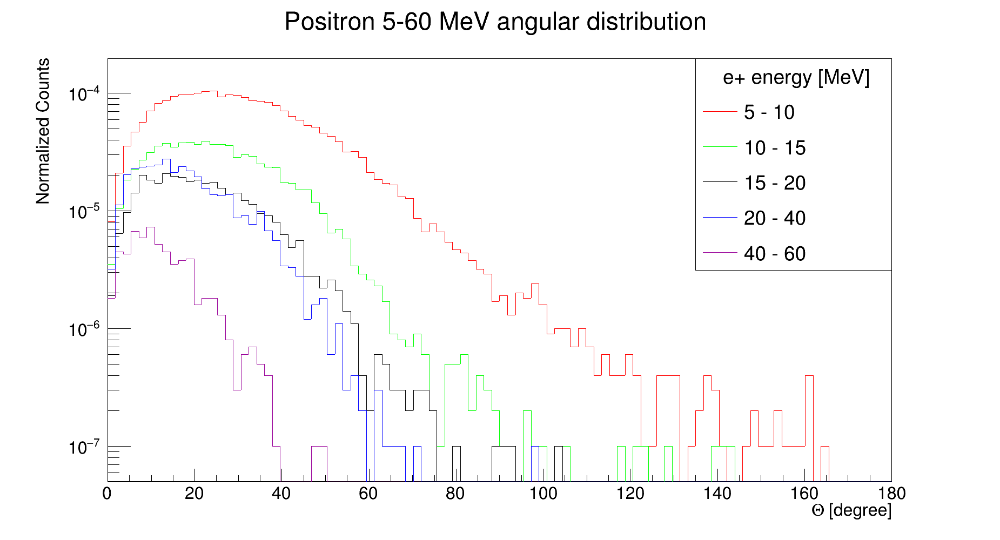 Positron 5-60 MeV angular distribution
Normalized Counts
e+ energy [MeV]
5 - 10
10 - 15
15 - 20
20 - 40
40 - 60
10−4
10−5
10−6
10−7
0 20 40 60 80 100 120 140 160 180
Θ [degree]